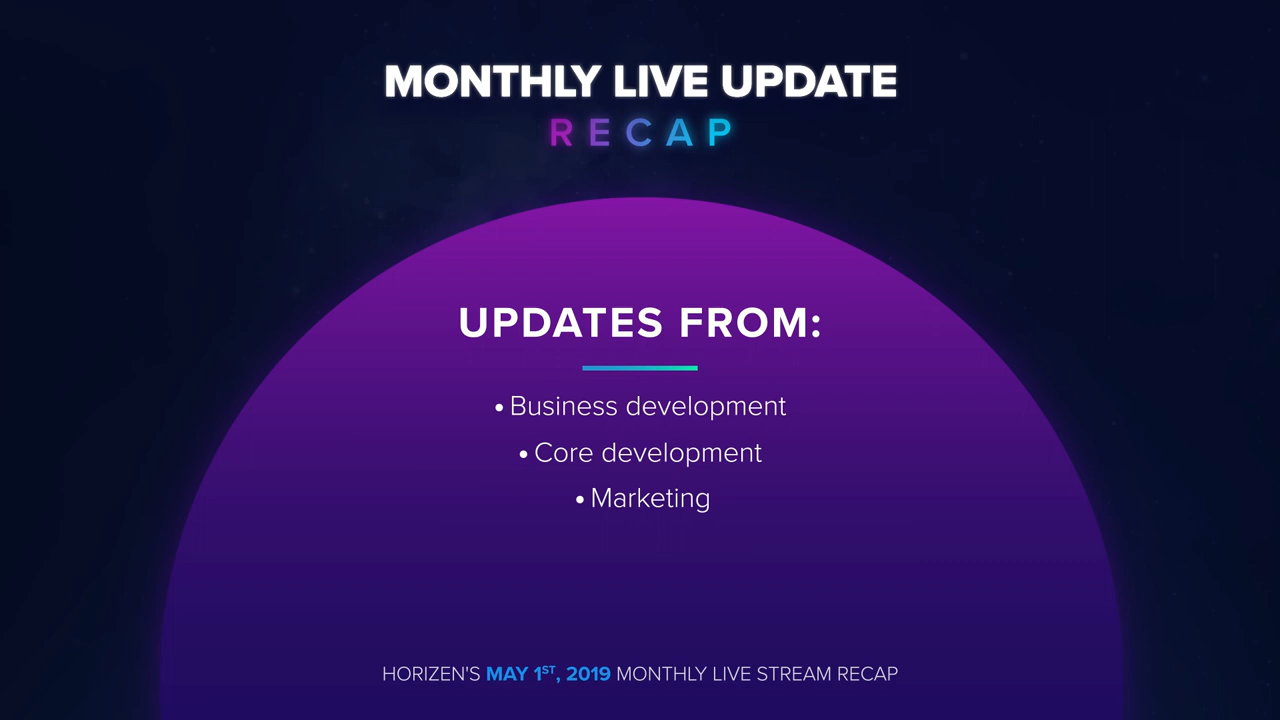 MONTHLY LIVE UPDATE
RECAP
UPDATES FROM:
• Business development
• Core development
• Marketing
HORIZEN'S MAY 1ST, 2019 MONTHLY LIVE STREAM RECAP